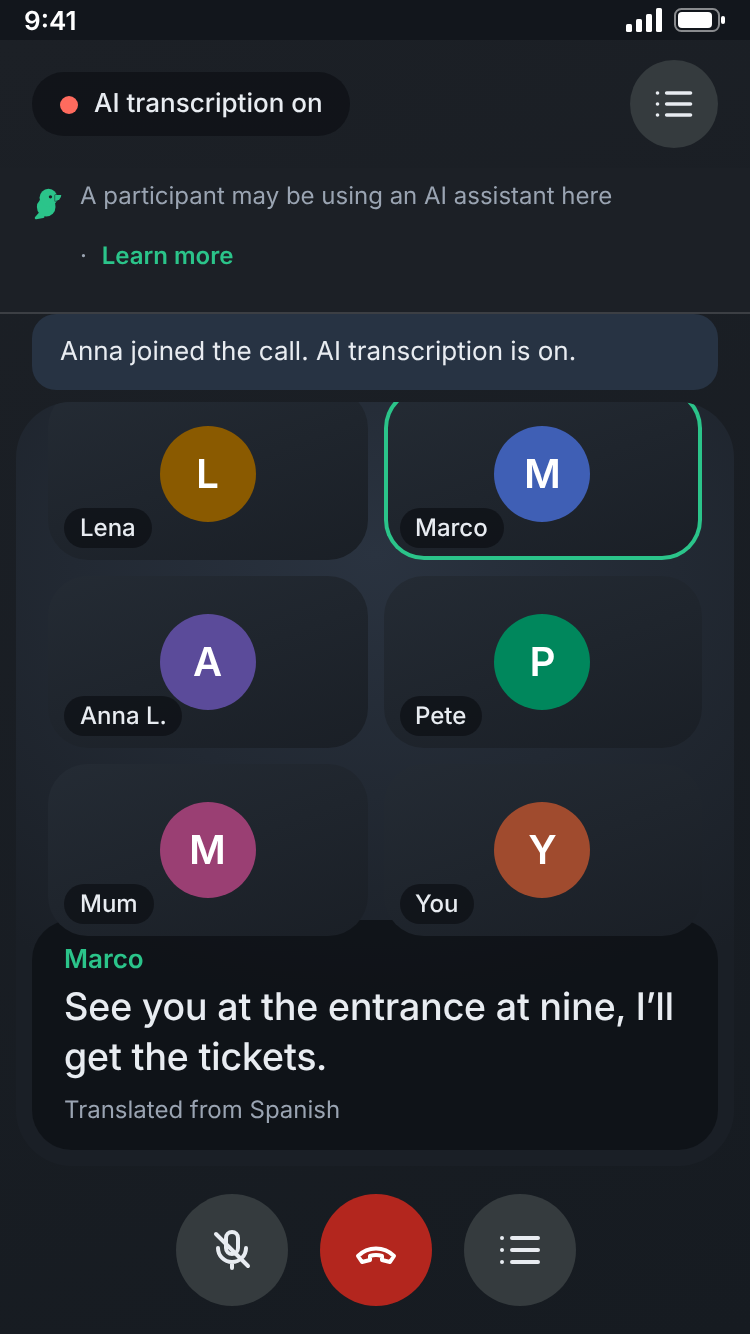 9:41
AI transcription on
A participant may be using an AI assistant here
· Learn more
Anna joined the call. AI transcription is on.
L
M
Lena
Marco
A
P
Anna L.
Pete
M
Y
Mum
You
Marco
See you at the entrance at nine, I’ll
get the tickets.
Translated from Spanish